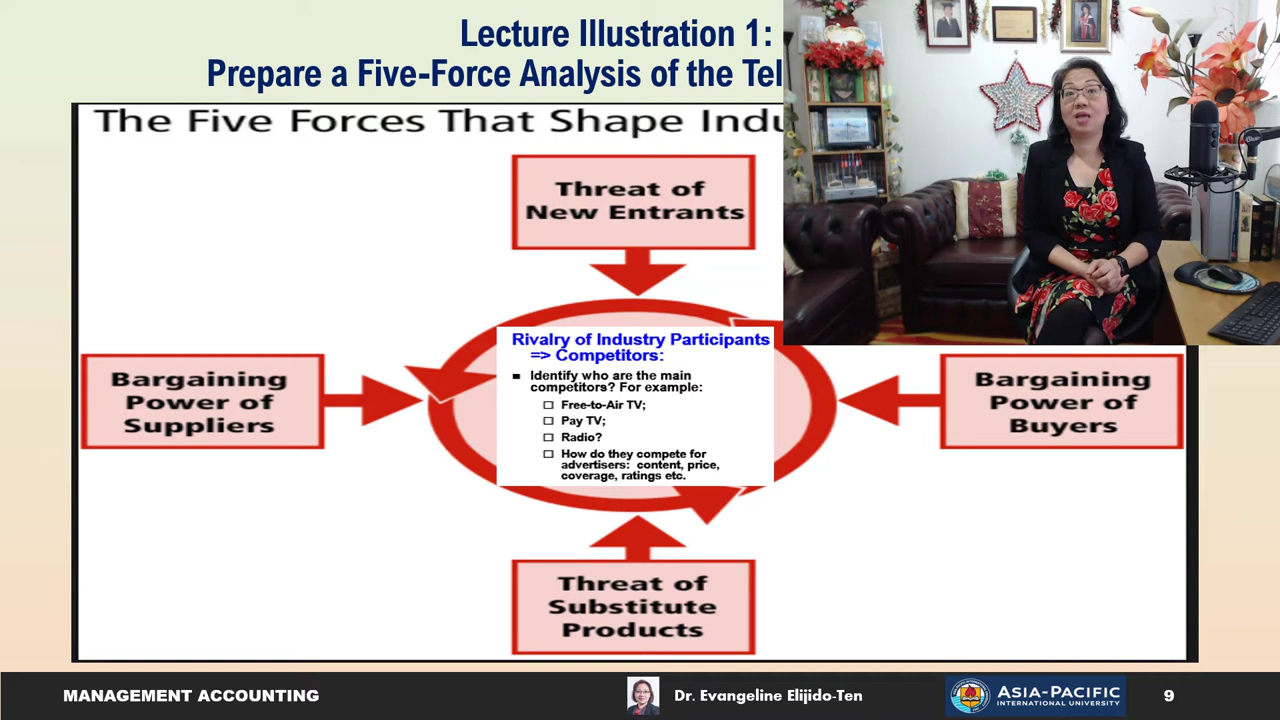 Lecture Illustration 1:
Prepare a Five-Force Analysis of the Tel
The Five Forces That Shape Indu
Threat of
New Entrants
Rivalry of Industry Participants
=> Competitors:
Identify who are the main
competitors? For example:
Free-to-Air TV;
Pay TV;
Radio?
How do they compete for
advertisers: content, price,
coverage, ratings etc.
Bargaining
Power of
Suppliers
Bargaining
Power of
Buyers
Threat of
Substitute
Products
MANAGEMENT ACCOUNTING
Dr. Evangeline Elijido-Ten
ASIA-PACIFIC
INTERNATIONAL UNIVERSITY
9